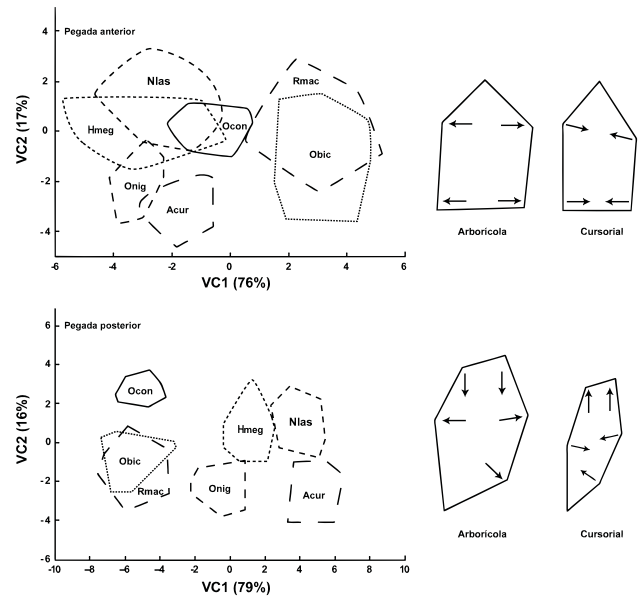 Pegada anterior
VC2 (17%)
4
2
0
-2
-4
Nlas
Rmac
Hmeg
Ocon
Obic
Onig
Acur
-6
-4
-2
0
2
4
6
VC1 (76%)
Arboricola
Cursorial
Pegada posterior
VC2 (16%)
6
4
2
0
-2
-4
-6
Ocon
Hmeg
Nlas
Obic
Rmac
Onig
Acur
-10
-8
-6
-4
-2
0
2
4
6
8
10
VC1 (79%)
Arboricola
Cursorial